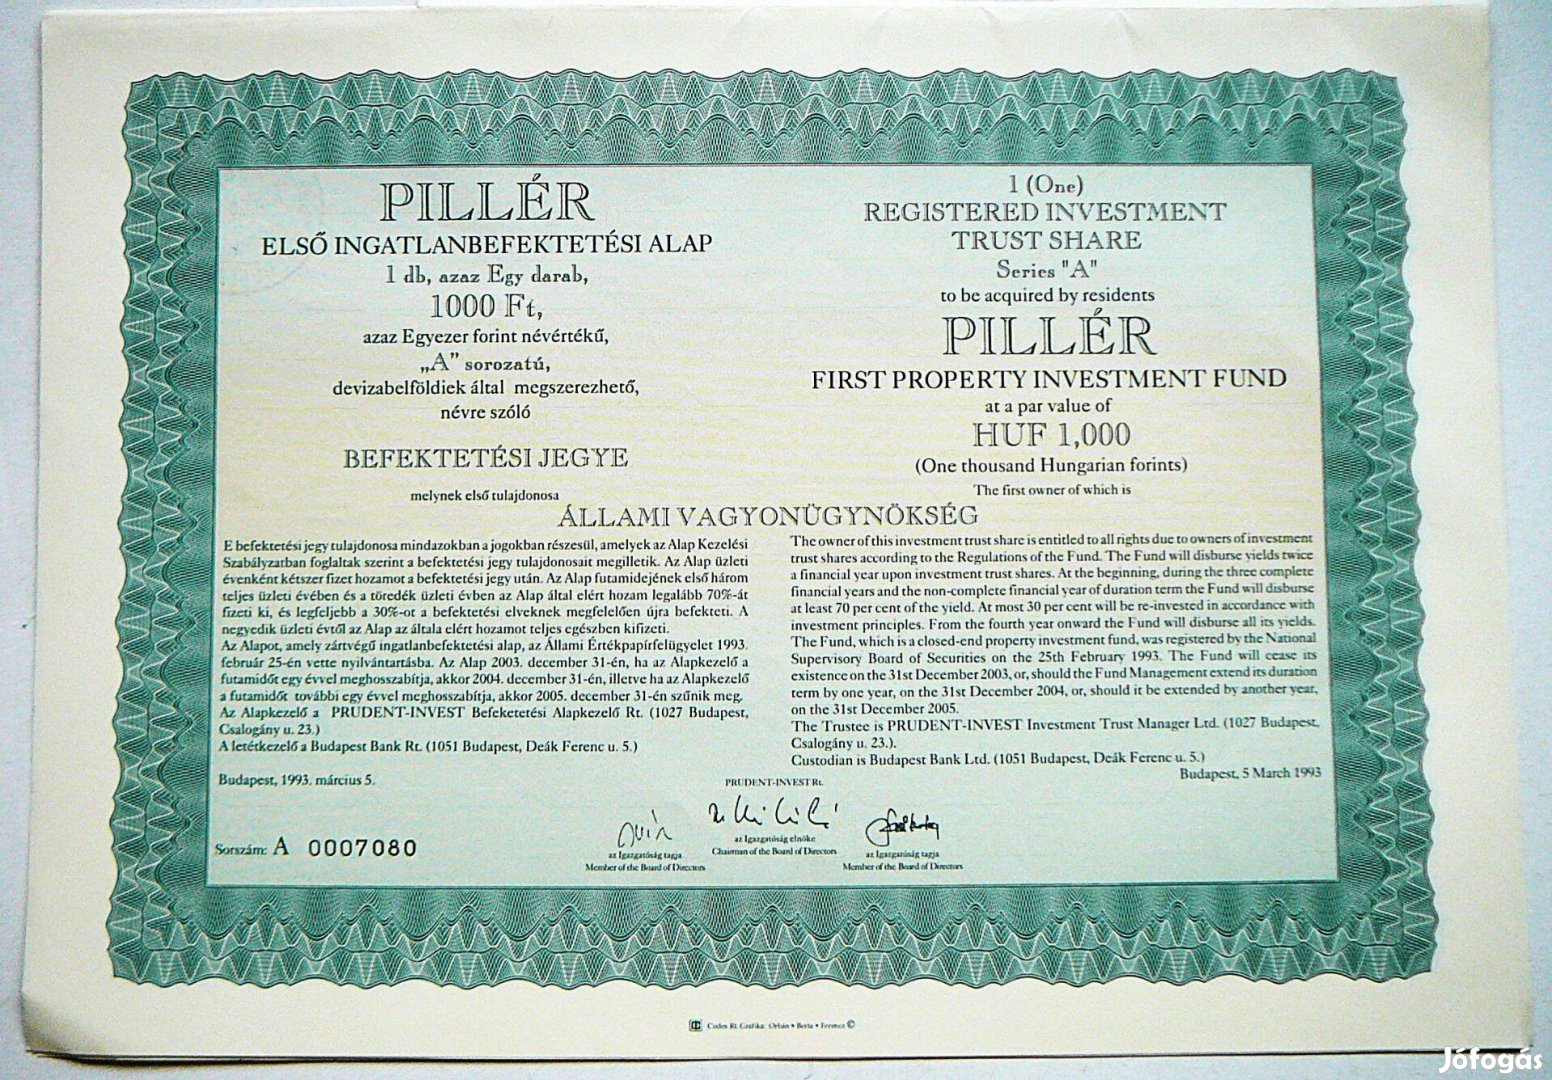 PILLÉR
ELSŐ INGATLANBEFEKTETÉSI ALAP
1 db, azaz Egy darab,
1000 Ft,
azaz Egyezer forint névértékű,
„A” sorozatú,
devizabelföldiek által megszerezhető,
névre szóló
BEFEKTETÉSI JEGYE
melynek első tulajdonosa
1 (One)
REGISTERED INVESTMENT
TRUST SHARE
Series "A"
to be acquired by residents
PILLÉR
FIRST PROPERTY INVESTMENT FUND
at a par value of
HUF 1,000
(One thousand Hungarian forints)
The first owner of which is
ÁLLAMI VAGYONÜGYNÖKSÉG
E befektetési jegy tulajdonosa mindazokban a jogokban részesül, amelyek az Alap Kezelési
Szabályzatban foglaltak szerint a befektetési jegy tulajdonosait megilletik. Az Alap üzleti
évenként kétszer fizet hozamot a befektetési jegy után. Az Alap futamidejének első három
teljes üzleti évében és a töredék üzleti évben az Alap által elért hozam legalább 70%-át
fizeti ki, és legfeljebb a 30%-ot a befektetési elveknek megfelelően újra befekteti. A
negyedik üzleti évtől az Alap az általa elért hozamot teljes egészben kifizeti.
Az Alapot, amely zártvégű ingatlanbefektetési alap, az Állami Értékpapírfelügyelet 1993.
február 25-én vette nyilvántartásba. Az Alap 2003. december 31-én, ha az Alapkezelő a
futamidőt egy évvel meghosszabítja, akkor 2004. december 31-én, illetve ha az Alapkezelő
a futamidőt további egy évvel meghosszabítja, akkor 2005. december 31-én szűnik meg.
Az Alapkezelő a PRUDENT-INVEST Befeketetési Alapkezelő Rt. (1027 Budapest,
Csalogány u. 23.)
A letétkezelő a Budapest Bank Rt. (1051 Budapest, Deák Ferenc u. 5.)
Budapest, 1993. március 5.
The owner of this investment trust share is entitled to all rights due to owners of investment
trust shares according to the Regulations of the Fund. The Fund will disburse yields twice
a financial year upon investment trust shares. At the beginning, during the three complete
financial years and the non-complete financial year of duration term the Fund will disburse
at least 70 per cent of the yield. At most 30 per cent will be re-invested in accordance with
investment principles. From the fourth year onward the Fund will disburse all its yields.
The Fund, which is a closed-end property investment fund, was registered by the National
Supervisory Board of Securities on the 25th February 1993. The Fund will cease its
existence on the 31st December 2003, or, should the Fund Management extend its duration
term by one year, on the 31st December 2004, or, should it be extended by another year,
on the 31st December 2005.
The Trustee is PRUDENT-INVEST Investment Trust Manager Ltd. (1027 Budapest,
Csalogány u. 23.).
Custodian is Budapest Bank Ltd. (1051 Budapest, Deák Ferenc u. 5.)
Budapest, 5 March 1993
PRUDENT-INVEST Rt.
az Igazgatóság tagja
Member of the Board of Directors
az Igazgatóság elnöke
Chairman of the Board of Directors
az Igazgatóság tagja
Member of the Board of Directors
Sorszám: A 0007080
Codex Rt. Grafika: Orbán • Berta • Ferencz ©
Jófogás